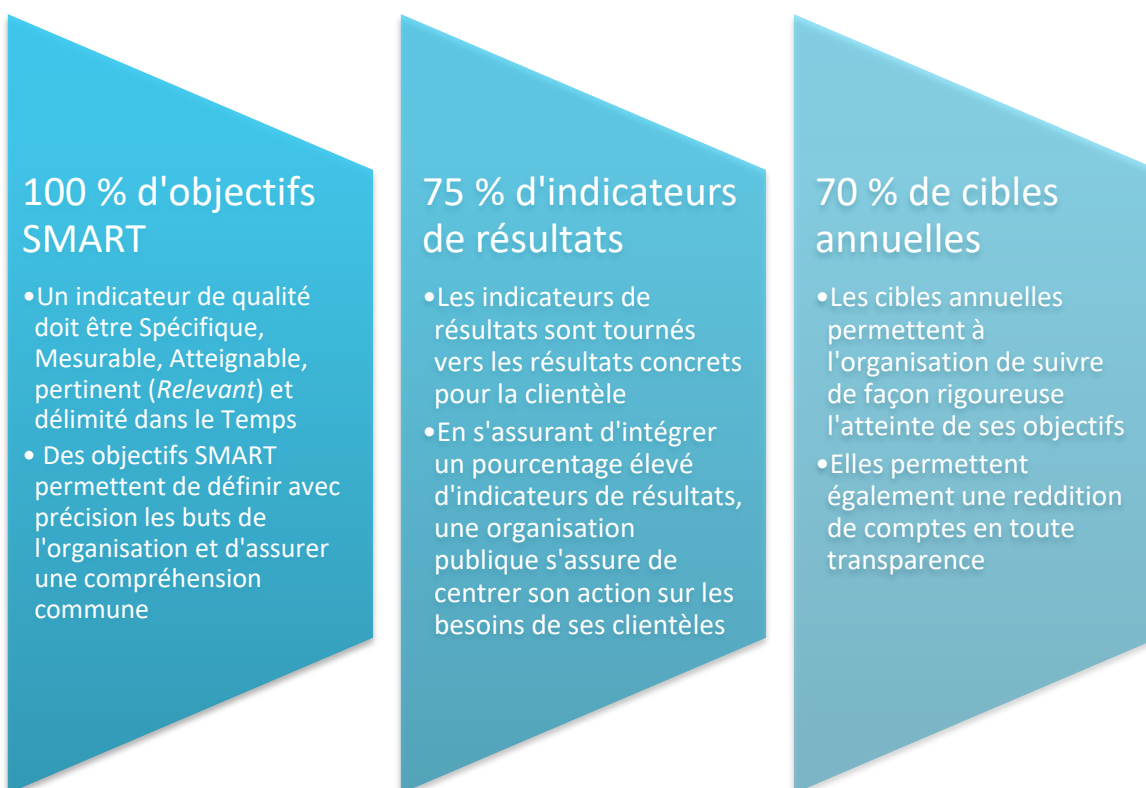 100 % d'objectifs
SMART
•Un indicateur de qualité
doit être Spécifique,
Mesurable, Atteignable,
pertinent (Relevant) et
délimité dans le Temps
• Des objectifs SMART
permettent de définir avec
précision les buts de
l'organisation et d'assurer
une compréhension
commune
75 % d'indicateurs
de résultats
•Les indicateurs de
résultats sont tournés
vers les résultats concrets
pour la clientèle
•En s'assurant d'intégrer
un pourcentage élevé
d'indicateurs de résultats,
une organisation
publique s'assure de
centrer son action sur les
besoins de ses clientèles
70 % de cibles
annuelles
•Les cibles annuelles
permettent à
l'organisation de suivre
de façon rigoureuse
l'atteinte de ses objectifs
•Elles permettent
également une reddition
de comptes en toute
transparence